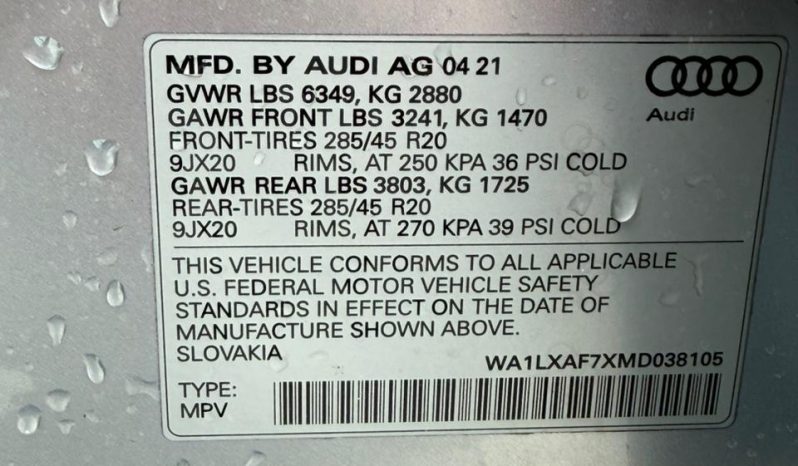 MFD. BY AUDI AG 04 21
GVWR LBS 6349, KG 2880
GAWR FRONT LBS 3241, KG 1470
FRONT-TIRES 285/45 R20
9JX20 RIMS, AT 250 KPA 36 PSI COLD
GAWR REAR LBS 3803, KG 1725
REAR-TIRES 285/45 R20
9JX20 RIMS, AT 270 KPA 39 PSI COLD
Audi
THIS VEHICLE CONFORMS TO ALL APPLICABLE
U.S. FEDERAL MOTOR VEHICLE SAFETY
STANDARDS IN EFFECT ON THE DATE OF
MANUFACTURE SHOWN ABOVE.
SLOVAKIA
WA1LXAF7XMD038105
TYPE:
MPV